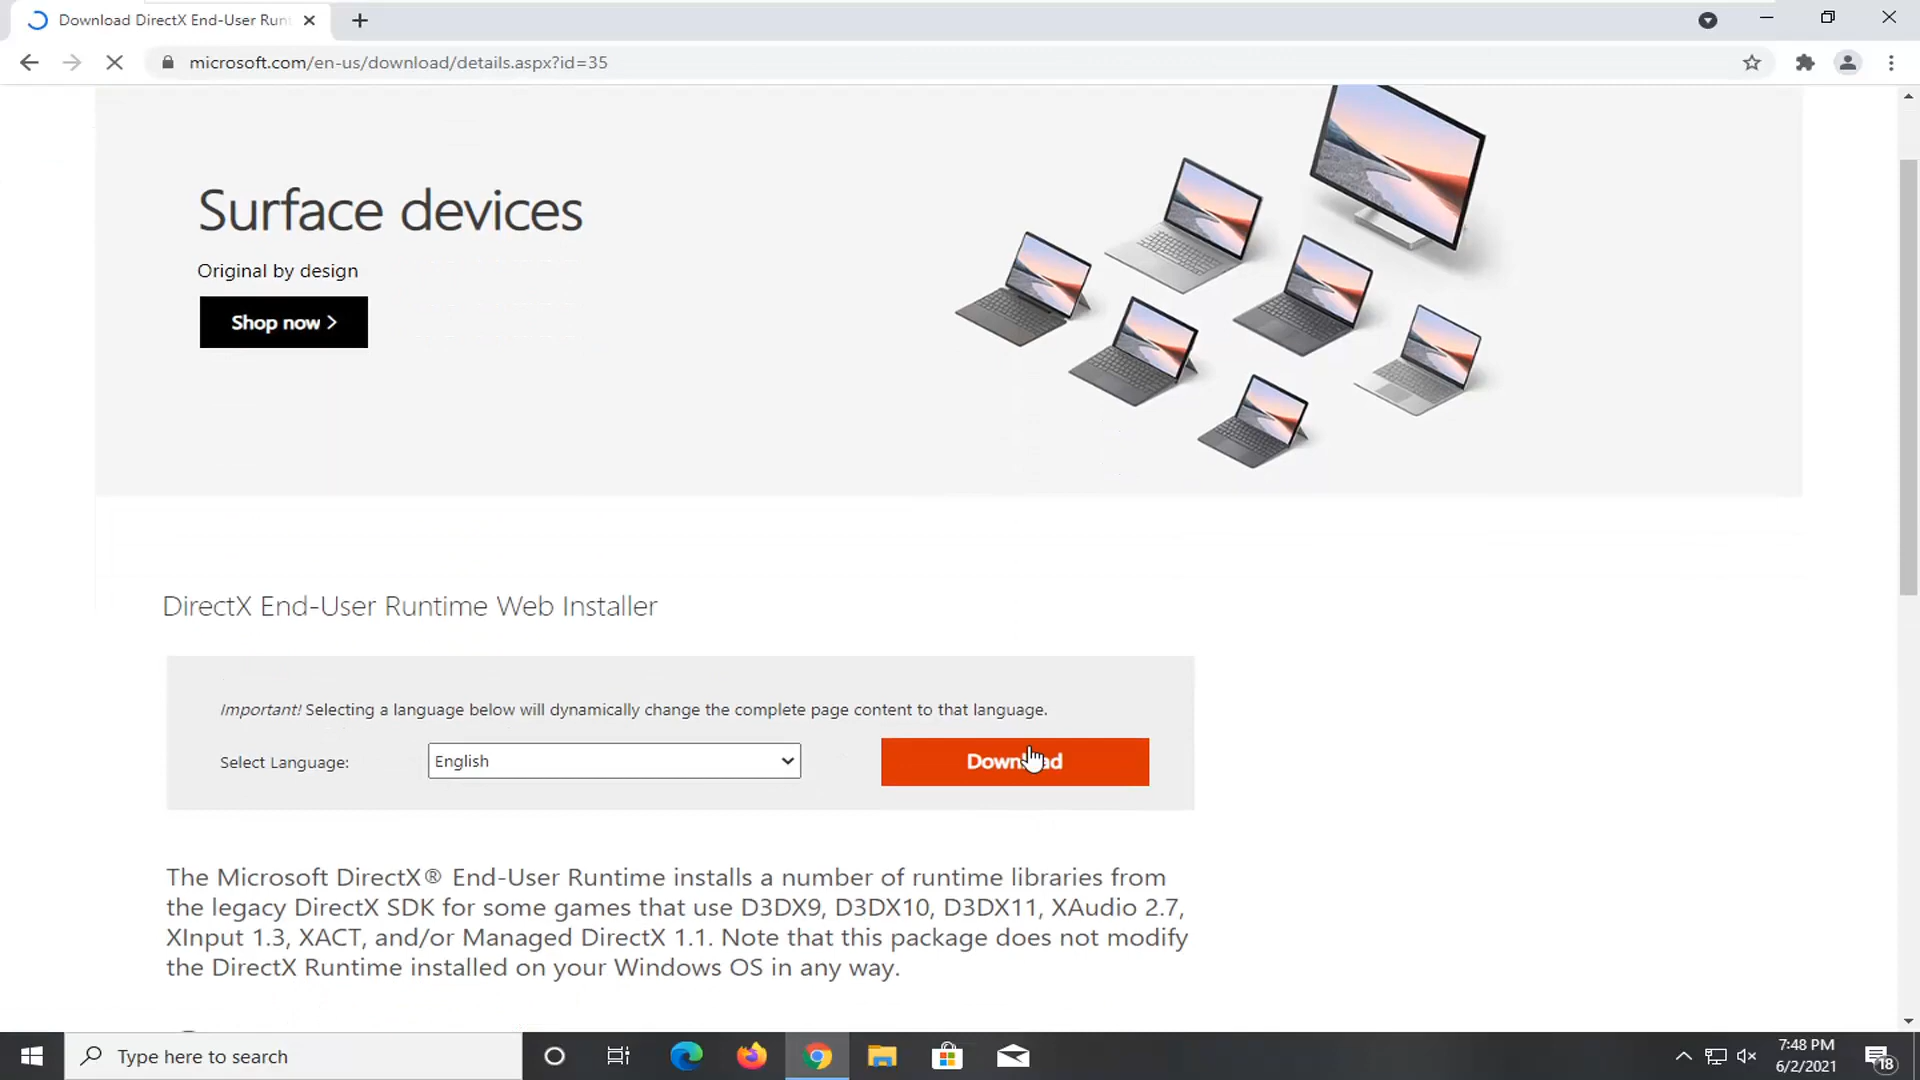 Download DirectX End-User Runt
microsoft.com/en-us/download/details.aspx?id=35
Surface devices
Original by design
Shop now >
DirectX End-User Runtime Web Installer
Important! Selecting a language below will dynamically change the complete page content to that language.
Select Language:
English
Download
The Microsoft DirectX® End-User Runtime installs a number of runtime libraries from
the legacy DirectX SDK for some games that use D3DX9, D3DX10, D3DX11, XAudio 2.7,
XInput 1.3, XACT, and/or Managed DirectX 1.1. Note that this package does not modify
the DirectX Runtime installed on your Windows OS in any way.
Type here to search
7:48 PM
6/2/2021
18